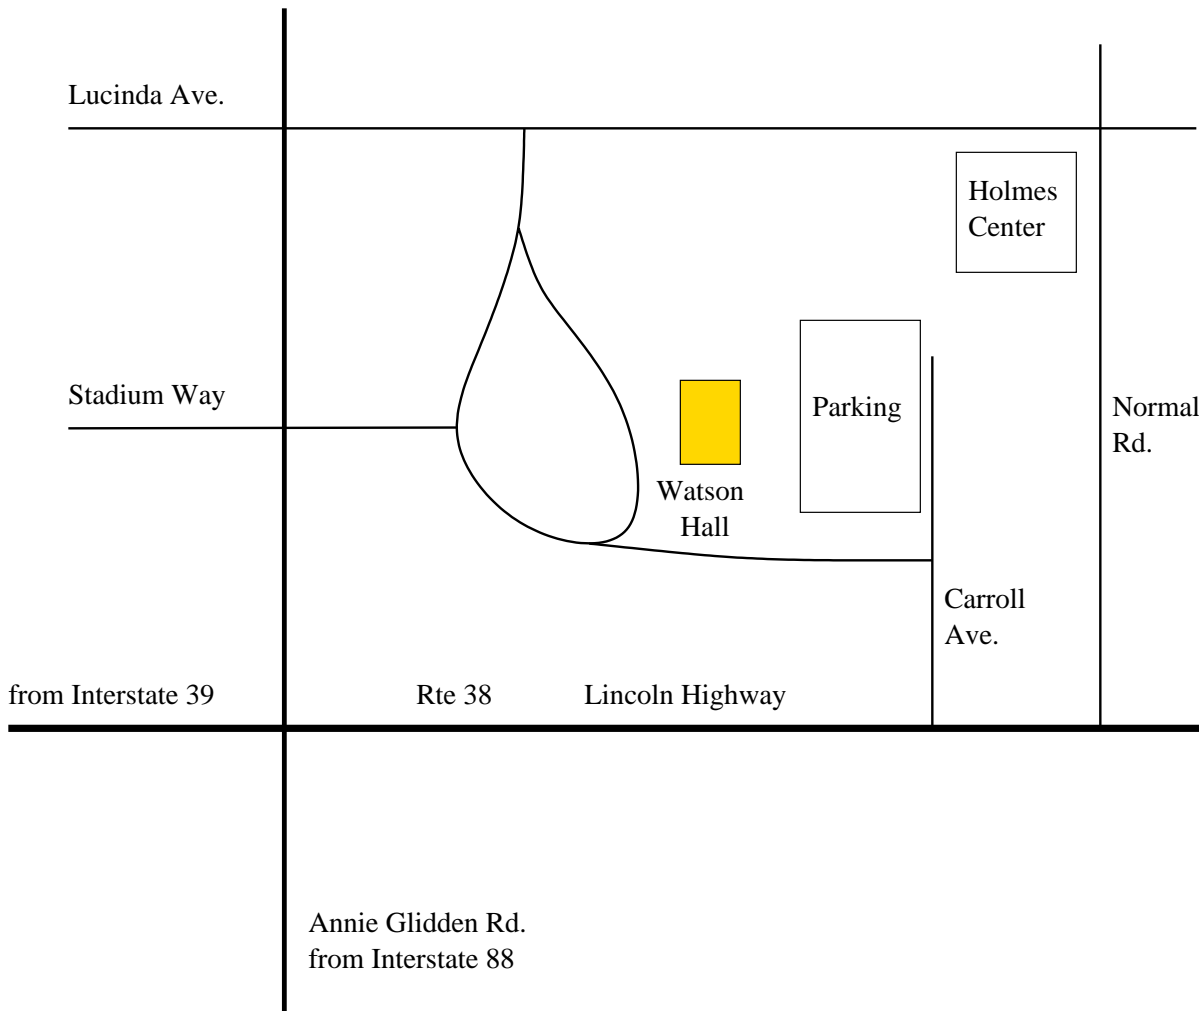 Lucinda Ave.
Holmes
Center
Stadium Way
Parking
Normal
Rd.
Watson
Hall
Carroll
Ave.
from Interstate 39
Rte 38
Lincoln Highway
Annie Glidden Rd.
from Interstate 88